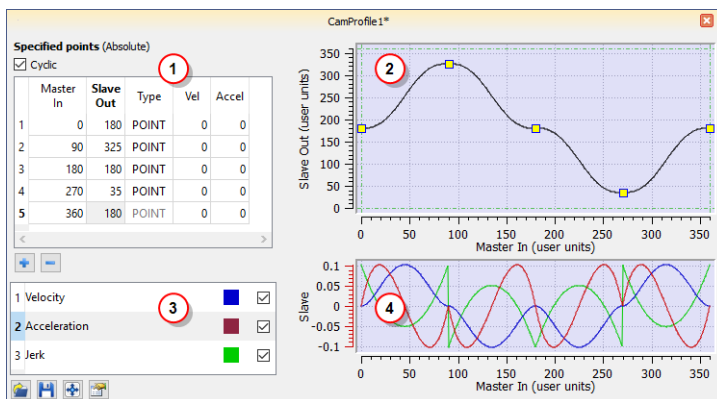 CamProfile1*
Specified points (Absolute)
Cyclic
1
Master In Slave Out Type Vel Accel
1 0 180 POINT 0 0
2 90 325 POINT 0 0
3 180 180 POINT 0 0
4 270 35 POINT 0 0
5 360 180 POINT 0 0
1 Velocity
2 Acceleration
3 Jerk
3
2
Slave Out (user units)
350
300
250
200
150
100
50
0
0 50 100 150 200 250 300 350
Master In (user units)
4
Slave
0.1
0.05
0
-0.05
-0.1
0 50 100 150 200 250 300 350
Master In (user units)